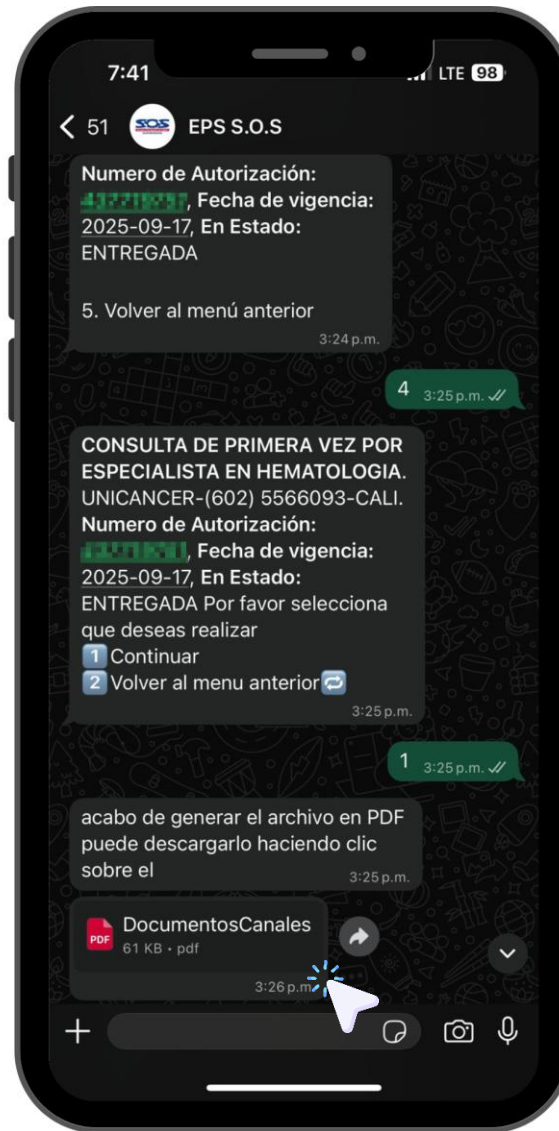 7:41
LTE 98
51
SOS
EPS S.O.S
Numero de Autorización:
, Fecha de vigencia:
2025-09-17, En Estado:
ENTREGADA
5. Volver al menú anterior
3:24 p.m.
4 3:25 p.m.
CONSULTA DE PRIMERA VEZ POR
ESPECIALISTA EN HEMATOLOGIA.
UNICANCER-(602) 5566093-CALI.
Numero de Autorización:
, Fecha de vigencia:
2025-09-17, En Estado:
ENTREGADA Por favor selecciona
que deseas realizar
1 Continuar
2 Volver al menu anterior
3:25 p.m.
1 3:25 p.m.
acabo de generar el archivo en PDF
puede descargarlo haciendo clic
sobre el
3:25 p.m.
PDF
DocumentosCanales
61 KB • pdf
3:26 p.m.